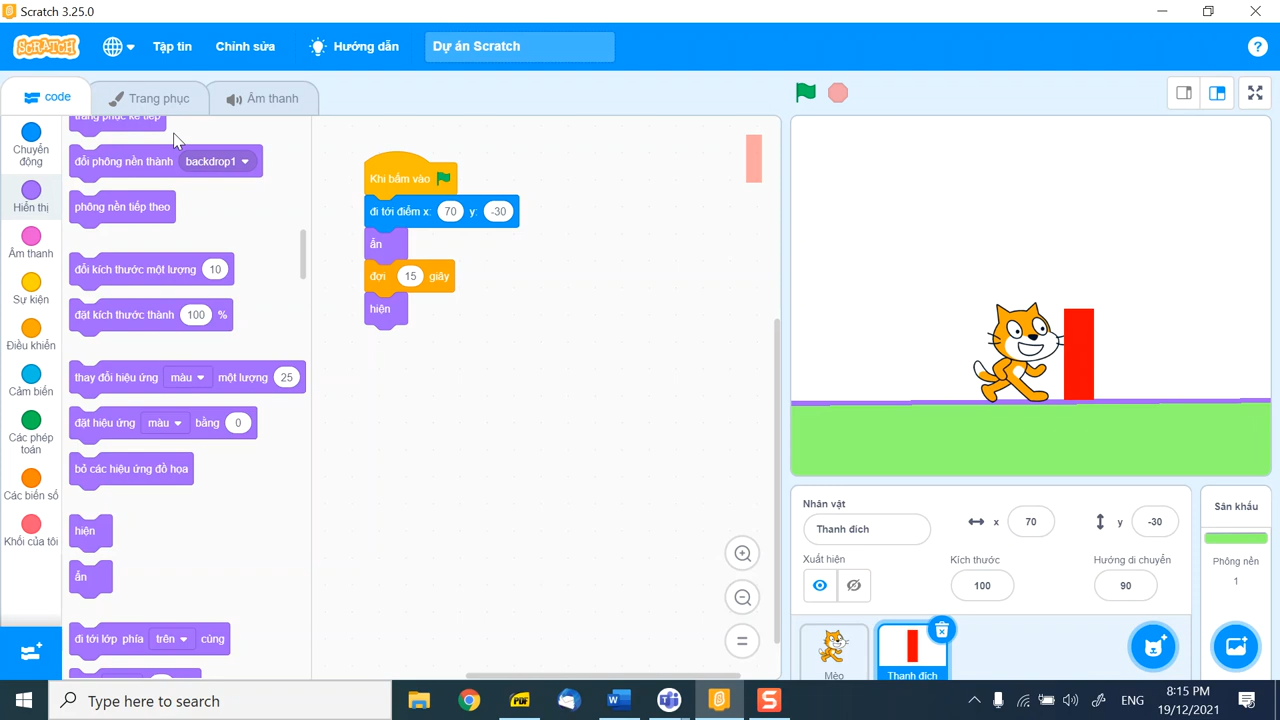 Scratch 3.25.0
SCRATCH
Tập tin
Chỉnh sửa
Hướng dẫn
Dự án Scratch
?
code
Trang phục
Âm thanh
Chuyển động
Hiển thị
Âm thanh
Sự kiện
Điều khiển
Cảm biến
Các phép toán
Các biến số
Khối của tôi
trang phục kế tiếp
đổi phông nền thành backdrop1
phông nền tiếp theo
đổi kích thước một lượng 10
đặt kích thước thành 100 %
thay đổi hiệu ứng màu một lượng 25
đặt hiệu ứng màu bằng 0
bỏ các hiệu ứng đồ họa
hiện
ẩn
đi tới lớp phía trên cùng
Khi bấm vào
đi tới điểm x: 70 y: -30
ẩn
đợi 15 giây
hiện
Nhân vật
Thanh đích
x 70
y -30
Xuất hiện
Kích thước
100
Hướng di chuyển
90
Mèo
Thanh đích
Sân khấu
Phông nền
1
Type here to search
PDF
ENG
8:15 PM
19/12/2021